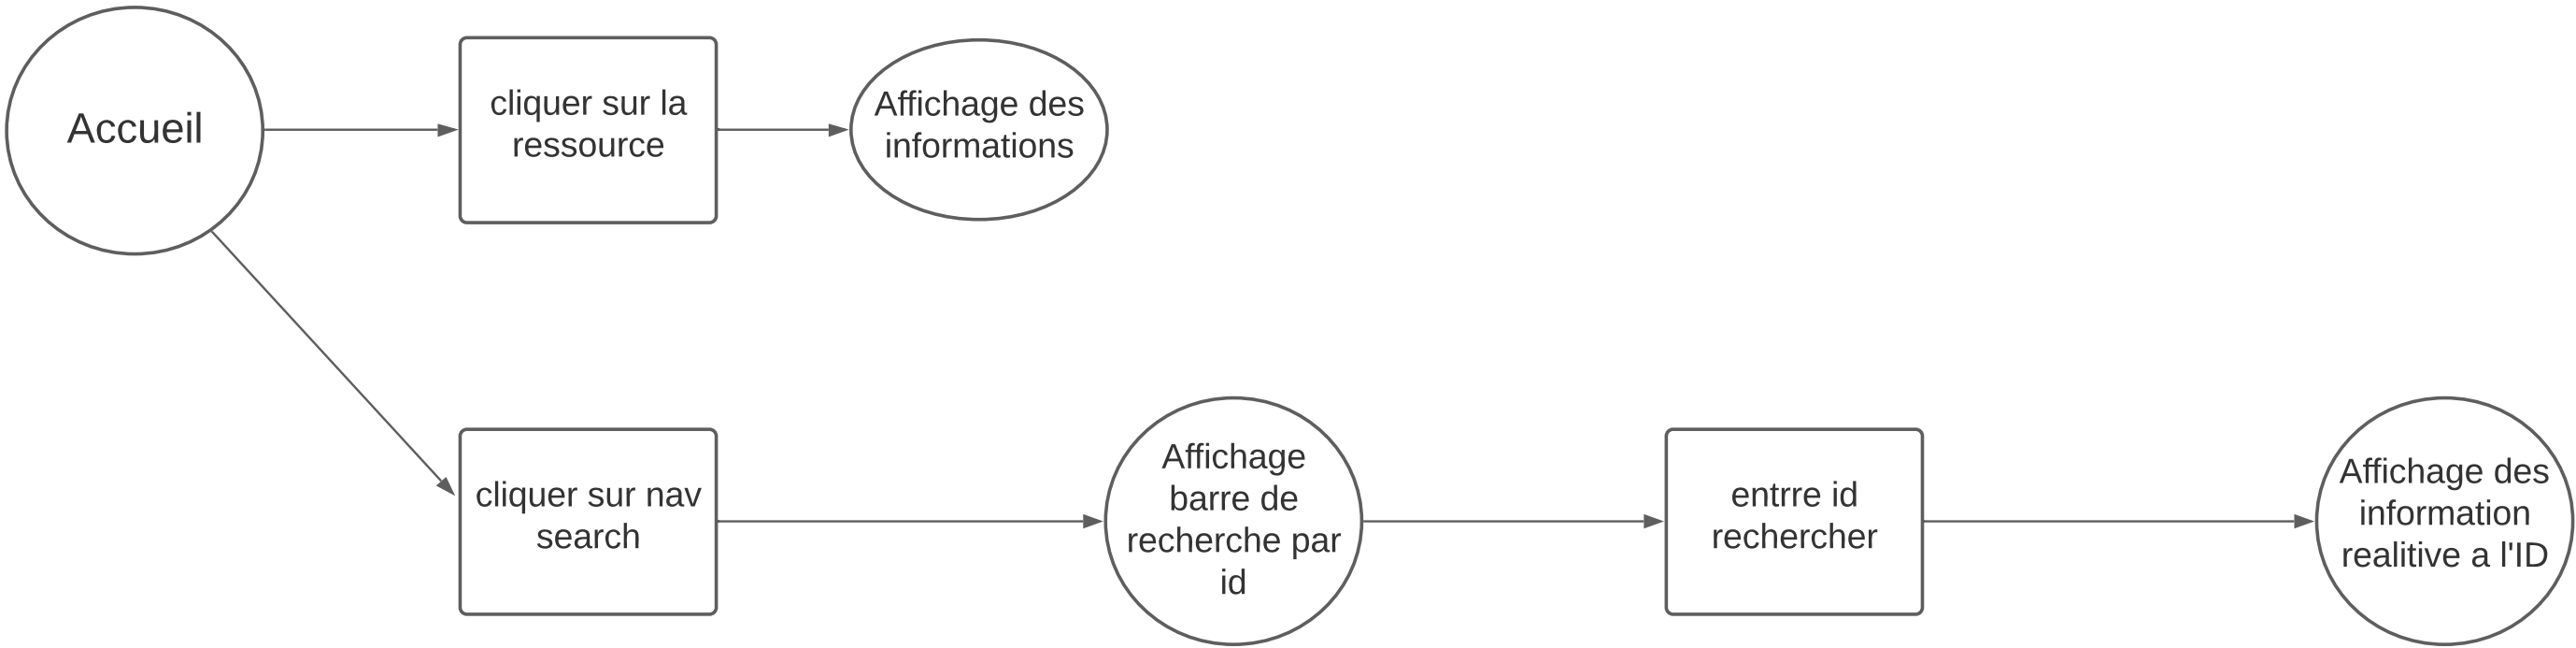 Accueil
cliquer sur la
ressource
Affichage des
informations
cliquer sur nav
search
Affichage
barre de
recherche par
id
entrre id
rechercher
Affichage des
information
realitive a l'ID